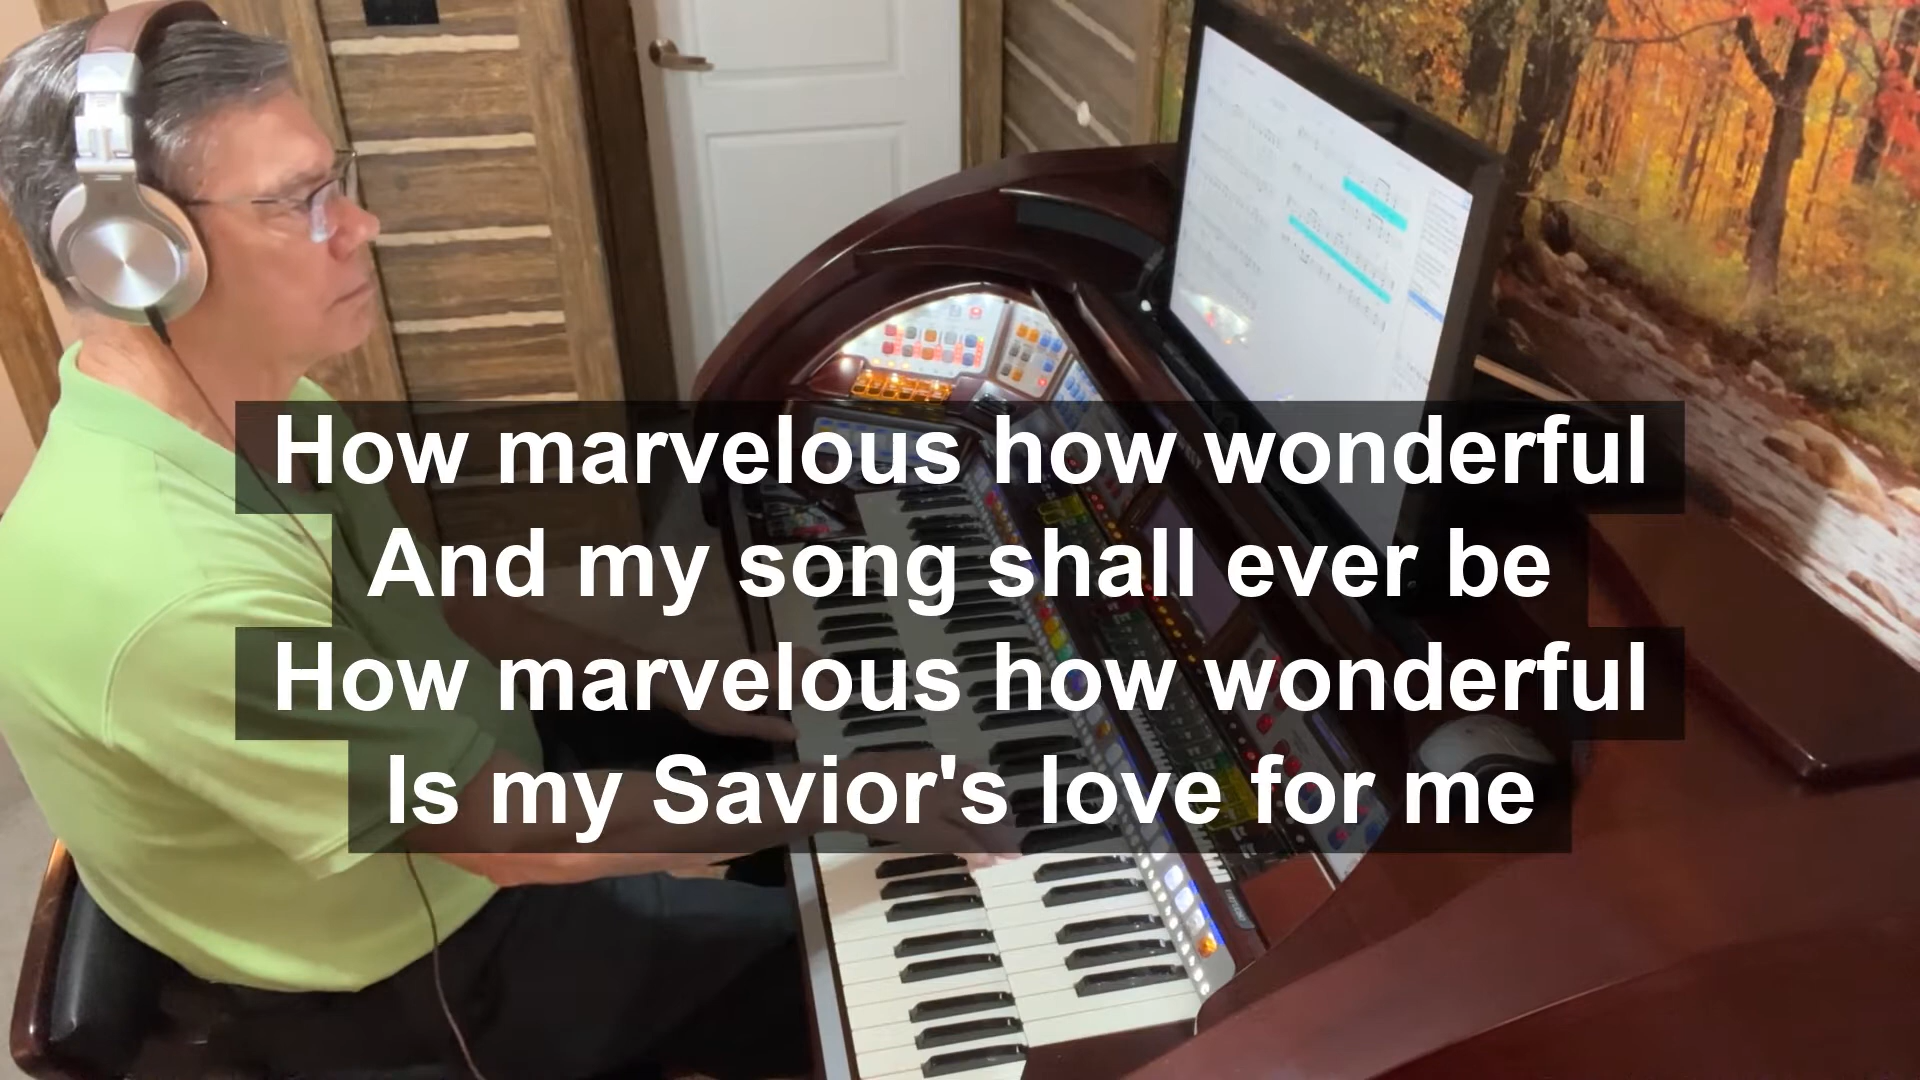 How marvelous how wonderful
And my song shall ever be
How marvelous how wonderful
Is my Savior's love for me